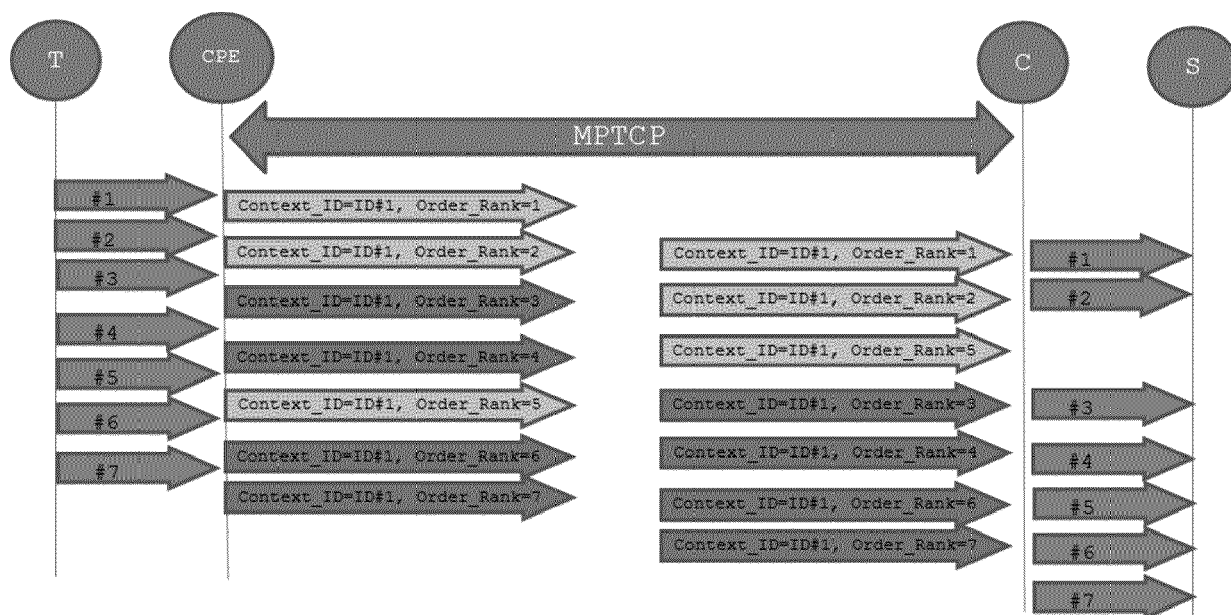 T
CPE
C
S
MPTCP
#1
#2
#3
#4
#5
#6
#7
Context_ID=ID#1, Order_Rank=1
Context_ID=ID#1, Order_Rank=2
Context_ID=ID#1, Order_Rank=3
Context_ID=ID#1, Order_Rank=4
Context_ID=ID#1, Order_Rank=5
Context_ID=ID#1, Order_Rank=6
Context_ID=ID#1, Order_Rank=7
Context_ID=ID#1, Order_Rank=1
Context_ID=ID#1, Order_Rank=2
Context_ID=ID#1, Order_Rank=5
Context_ID=ID#1, Order_Rank=3
Context_ID=ID#1, Order_Rank=4
Context_ID=ID#1, Order_Rank=6
Context_ID=ID#1, Order_Rank=7
#1
#2
#3
#4
#5
#6
#7